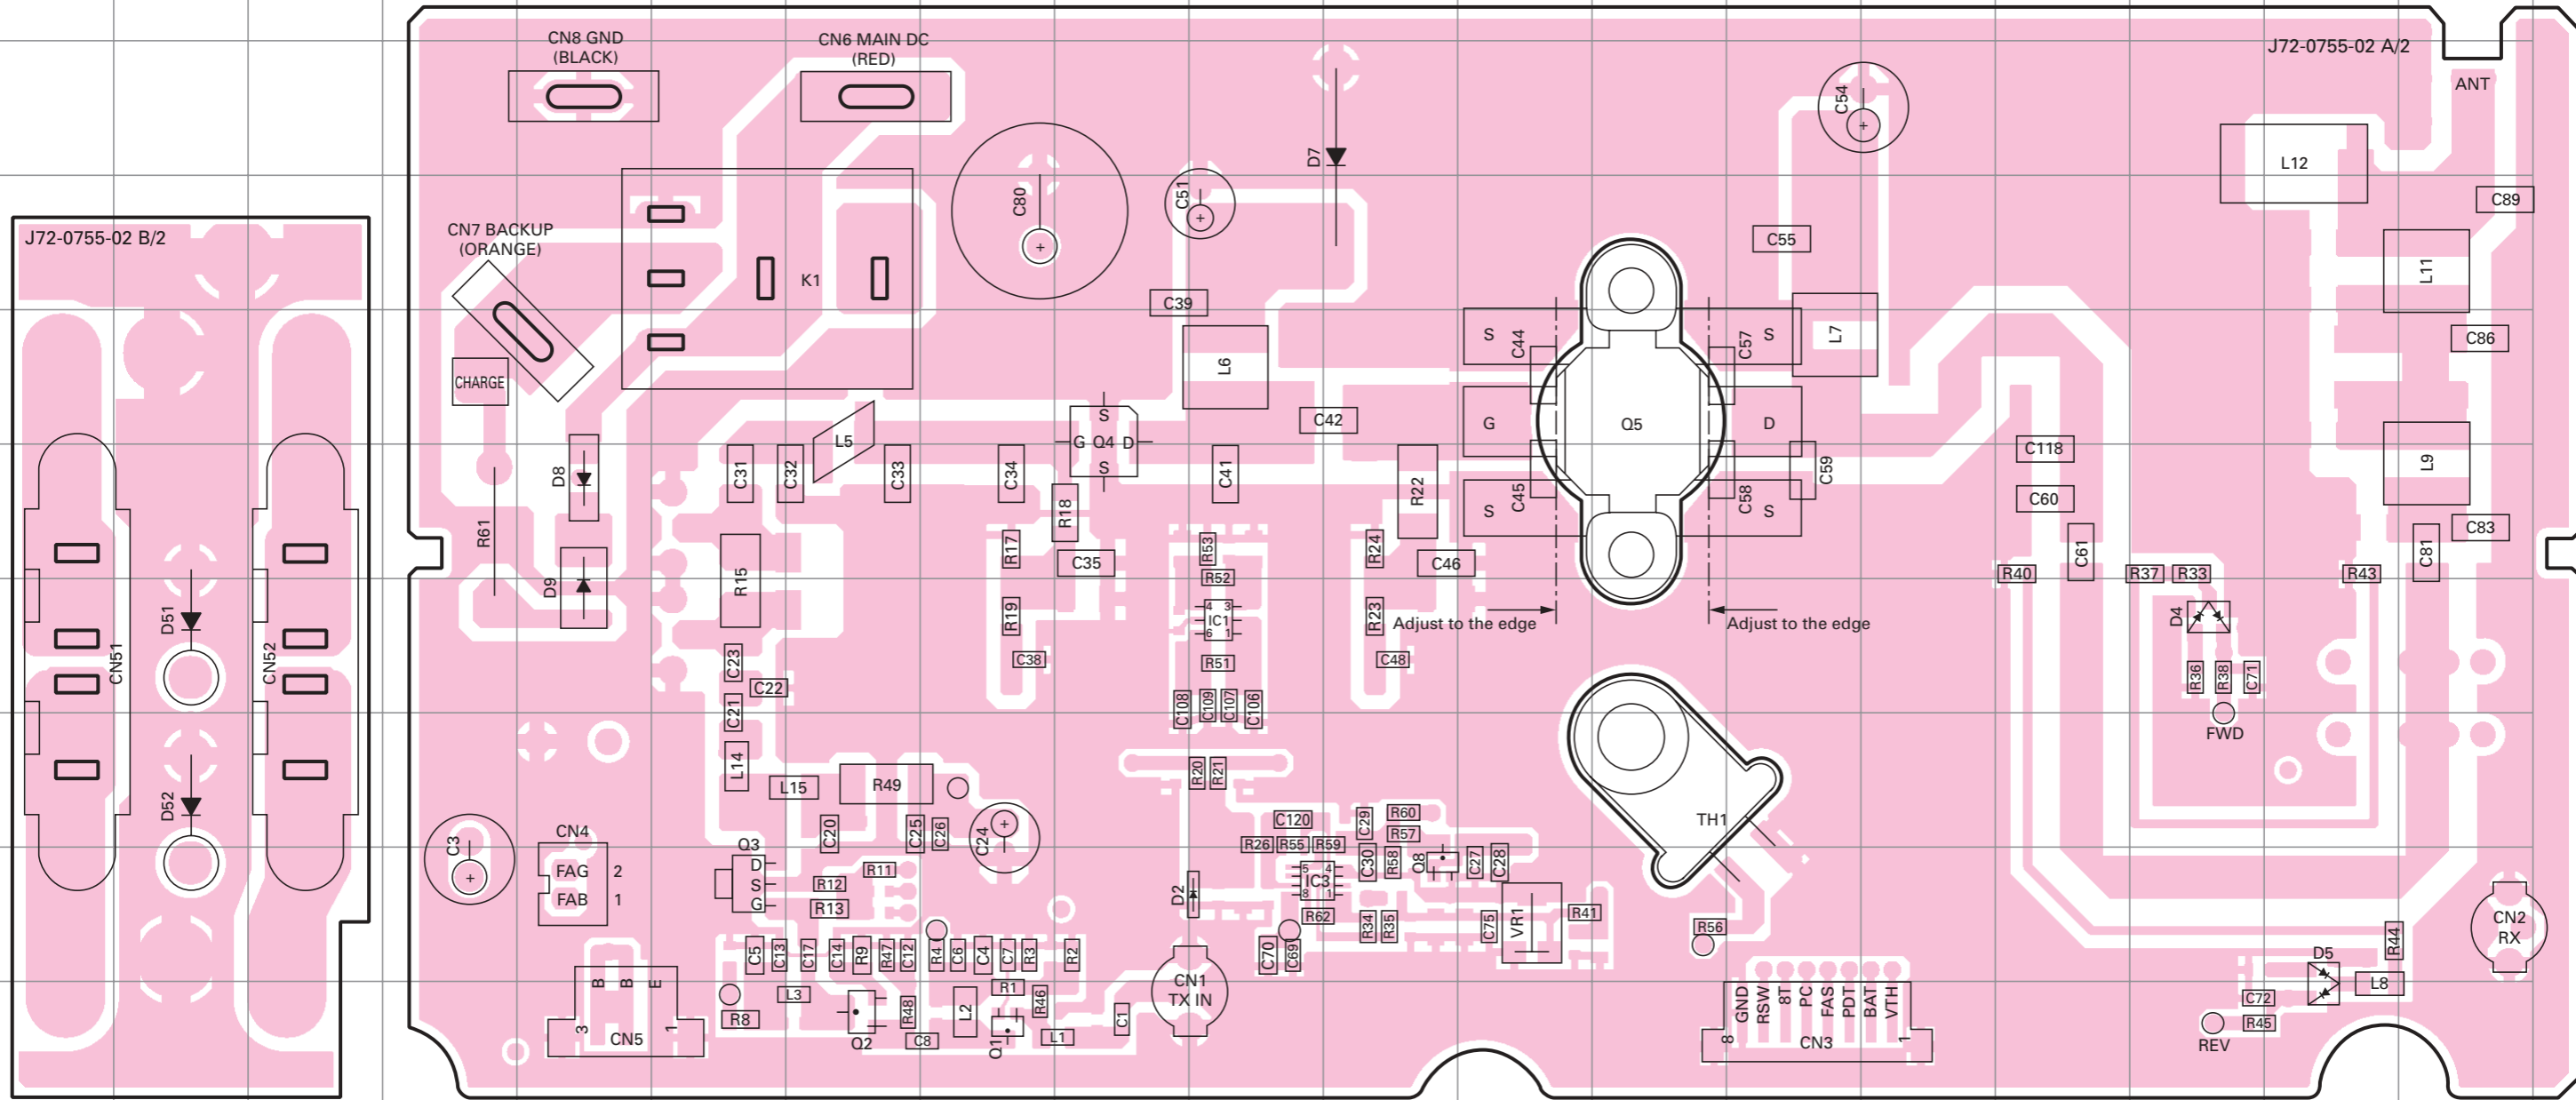 J72-0755-02 B/2
CN51
D51
D52
CN52
J72-0755-02 A/2
CN8 GND
(BLACK)
CN6 MAIN DC
(RED)
CN7 BACKUP
(ORANGE)
CHARGE
K1
C80
C51
D7
C54
C55
C39
L6
L7
L12
ANT
C89
L11
C86
L9
C83
C81
D8
D9
R61
C31
C32
L5
C33
C34
S
G Q4 D
S
R18
C41
C42
R22
S
C44
G
Q5
C57
S
D
S
C45
C58
S
C59
C118
C60
C61
R40
R37
R33
R43
D4
R36
R38
C71
FWD
R15
R17
C35
R19
C38
R53
R52
4 3
IC1
6 1
R51
C108
C109
C107
C106
R24
C46
R23
C48
Adjust to the edge
Adjust to the edge
C23
C22
C21
L14
L15
R49
C20
C25
C26
C24
R20
R21
TH1
C3
CN4
FAG 2
FAB 1
Q3
D
S
G
R11
R12
R13
C120
C29
R60
R57
R26
R55
R59
C30
R58
Q8
C27
C28
5 4
IC3
8 1
R62
R34
R35
C75
VR1
R41
R56
D2
C70
C69
C5
C13
C17
C14
R9
R47
C12
R4
C6
C4
C7
R3
R2
CN1
TX IN
L3
R8
Q2
R48
C8
L2
R1
Q1
R46
L1
C1
B
B
E
3
CN5
1
GND
RSW
8T
PC
FAS
PDT
BAT
VTH
8
CN3
1
CN2
RX
R44
D5
L8
C72
R45
REV